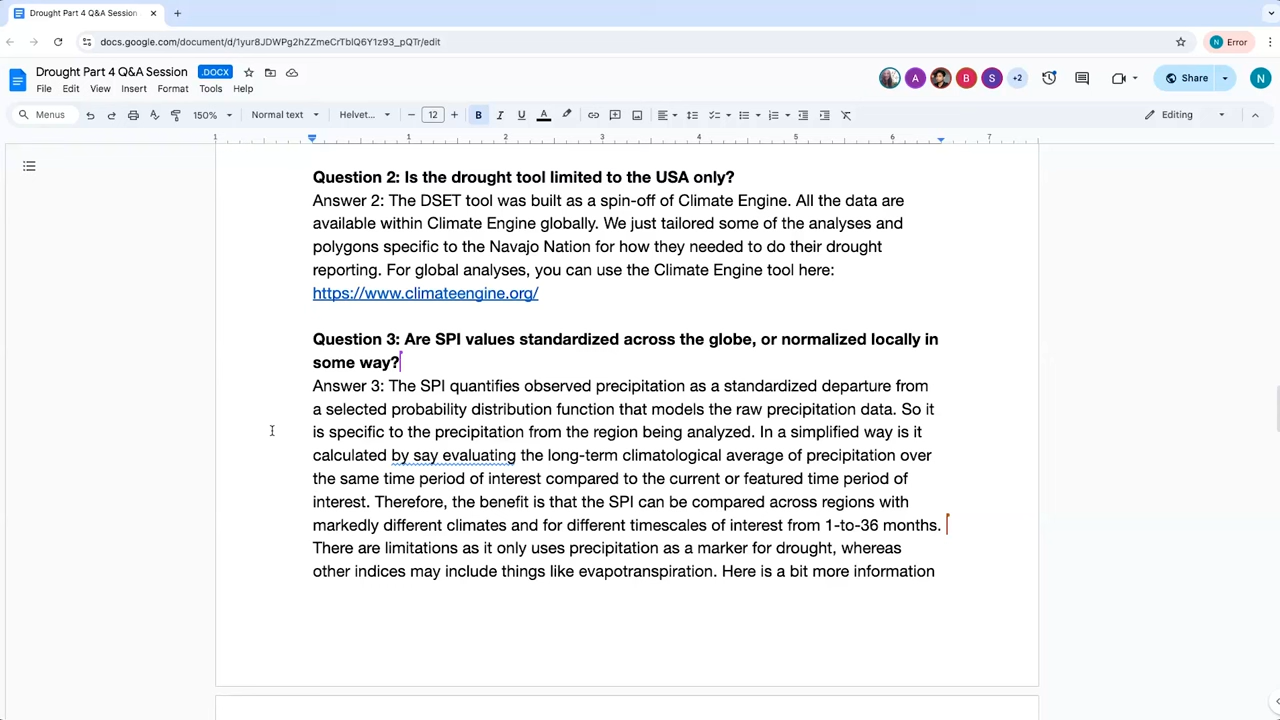 Drought Part 4 Q&A Session
docs.google.com/document/d/1yur8JDWPg2hZZmeCrTblQ6Y1z93_pQTr/edit
N Error
Drought Part 4 Q&A Session .DOCX
File Edit View Insert Format Tools Help
A B S +2 Share N
Menus 150% Normal text Helvet... 12 B I U A Editing
1 1 2 3 4 5 6 7
Question 2: Is the drought tool limited to the USA only?
Answer 2: The DSET tool was built as a spin-off of Climate Engine. All the data are
available within Climate Engine globally. We just tailored some of the analyses and
polygons specific to the Navajo Nation for how they needed to do their drought
reporting. For global analyses, you can use the Climate Engine tool here:
https://www.climateengine.org/
Question 3: Are SPI values standardized across the globe, or normalized locally in
some way?
Answer 3: The SPI quantifies observed precipitation as a standardized departure from
a selected probability distribution function that models the raw precipitation data. So it
is specific to the precipitation from the region being analyzed. In a simplified way is it
calculated by say evaluating the long-term climatological average of precipitation over
the same time period of interest compared to the current or featured time period of
interest. Therefore, the benefit is that the SPI can be compared across regions with
markedly different climates and for different timescales of interest from 1-to-36 months.
There are limitations as it only uses precipitation as a marker for drought, whereas
other indices may include things like evapotranspiration. Here is a bit more information